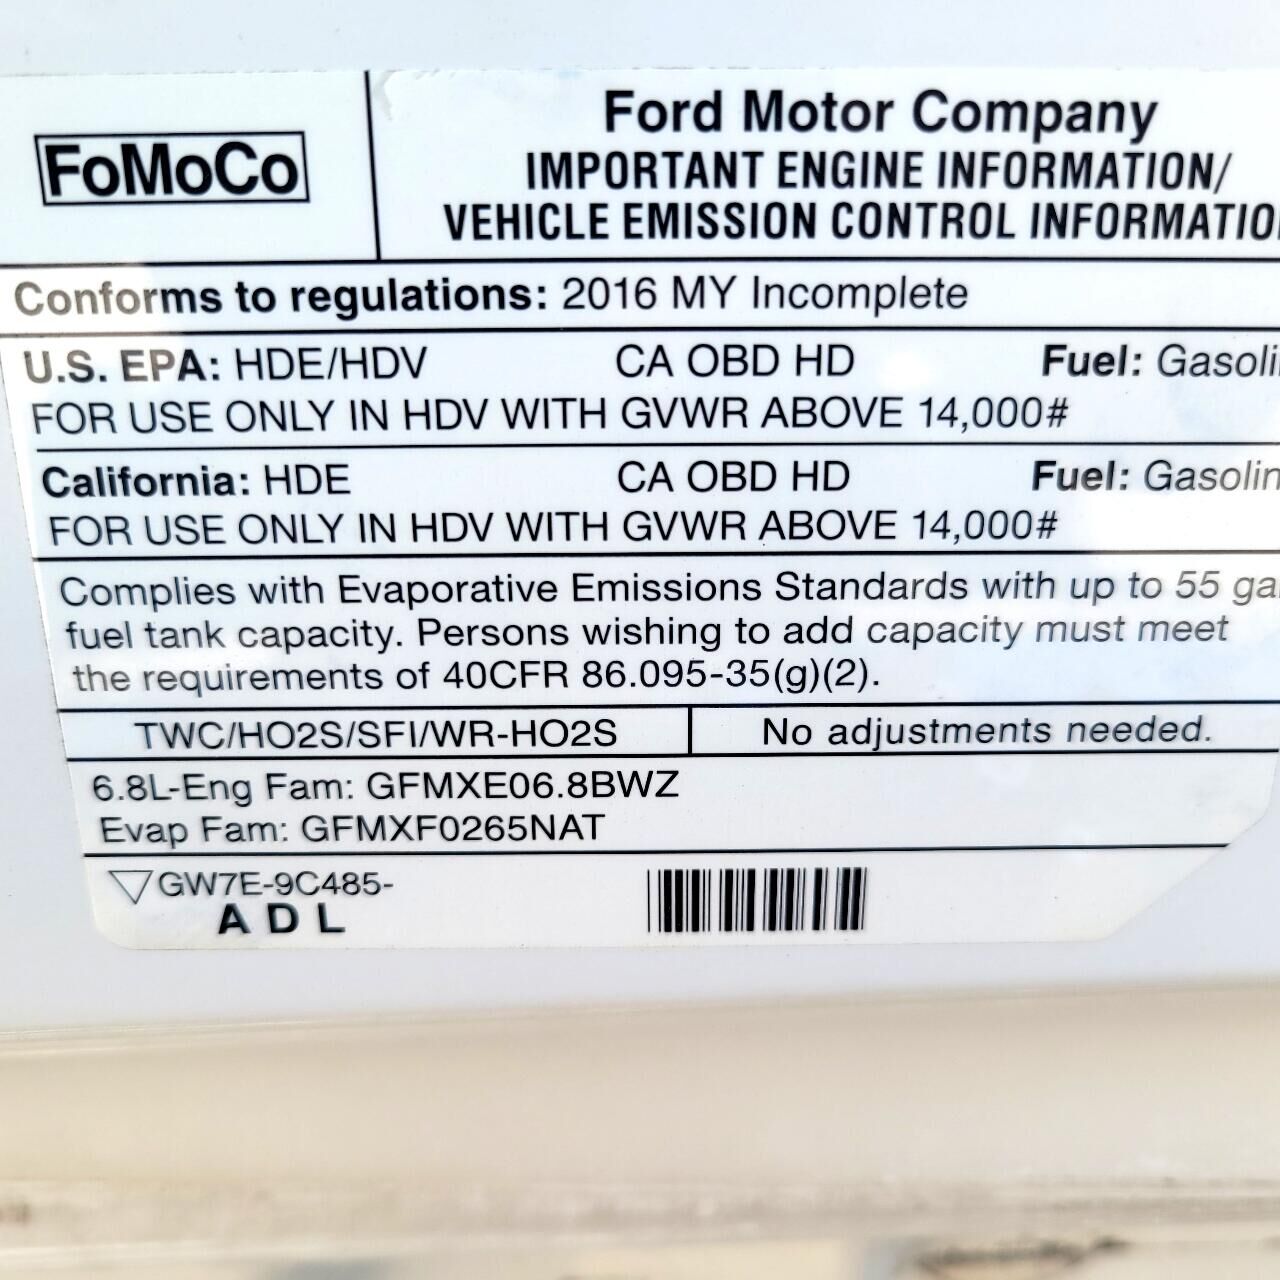 FoMoCo
Ford Motor Company
IMPORTANT ENGINE INFORMATION/
VEHICLE EMISSION CONTROL INFORMATIO
Conforms to regulations: 2016 MY Incomplete
U.S. EPA: HDE/HDV CA OBD HD Fuel: Gasoli
FOR USE ONLY IN HDV WITH GVWR ABOVE 14,000#
California: HDE CA OBD HD Fuel: Gasolin
FOR USE ONLY IN HDV WITH GVWR ABOVE 14,000#
Complies with Evaporative Emissions Standards with up to 55 ga
fuel tank capacity. Persons wishing to add capacity must meet
the requirements of 40CFR 86.095-35(g)(2).
TWC/HO2S/SFI/WR-HO2S No adjustments needed.
6.8L-Eng Fam: GFMXE06.8BWZ
Evap Fam: GFMXF0265NAT
GW7E-9C485-
A D L